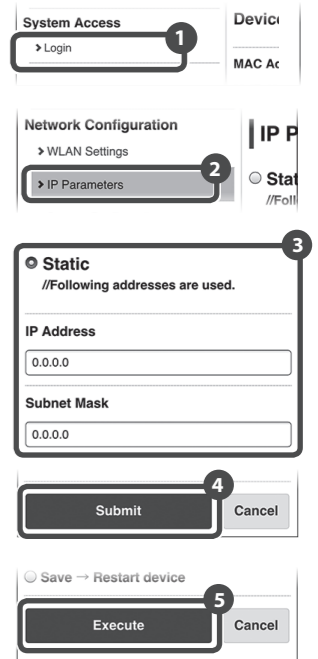 System Access
Device
1
> Login
MAC Ac
Network Configuration
IP P
> WLAN Settings
2
> IP Parameters
Stat
//Foll
3
Static
//Following addresses are used.
IP Address
0.0.0.0
Subnet Mask
0.0.0.0
4
Submit
Cancel
Save → Restart device
5
Execute
Cancel